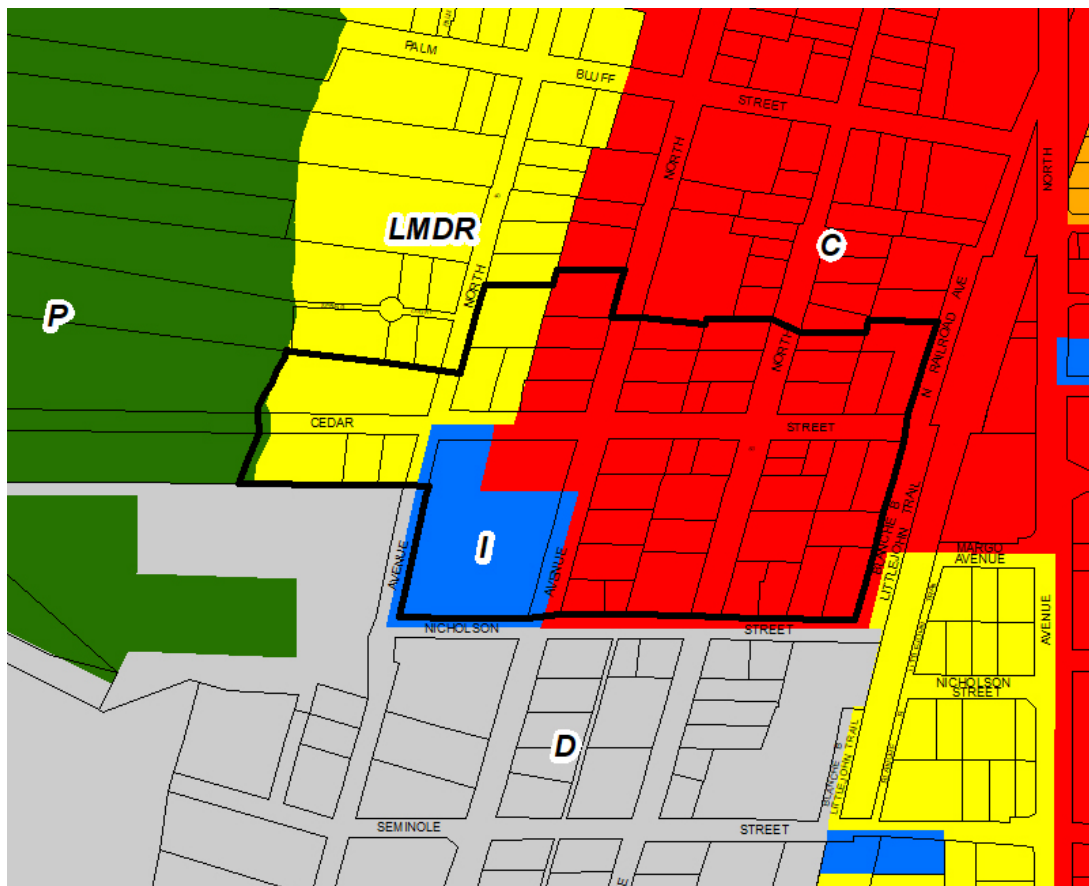 PALM
BLUFF
STREET
NORTH
NORTH
LMDR
C
NORTH
P
N RAILROAD AVE
NORTH
CEDAR
STREET
BLANCHE B
LITTLEJOHN TRAIL
I
AVENUE
AVENUE
MARGO
AVENUE
NICHOLSON
STREET
AVENUE
NICHOLSON
STREET
D
BLANCHE B
LITTLEJOHN TRAIL
SEMINOLE
STREET
E